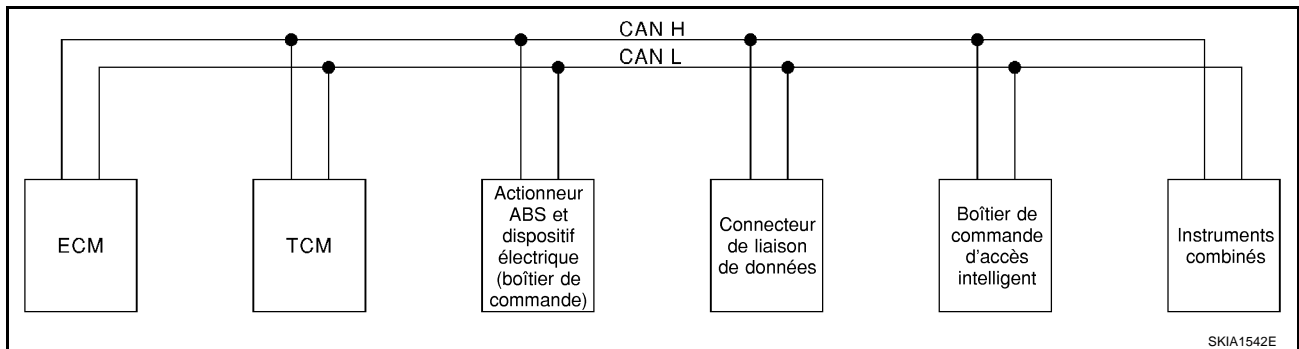 CAN H
CAN L
ECM
TCM
Actionneur
ABS et
dispositif
électrique
(boîtier de
commande)
Connecteur
de liaison
de données
Boîtier de
commande
d'accès
intelligent
Instruments
combinés
SKIA1542E